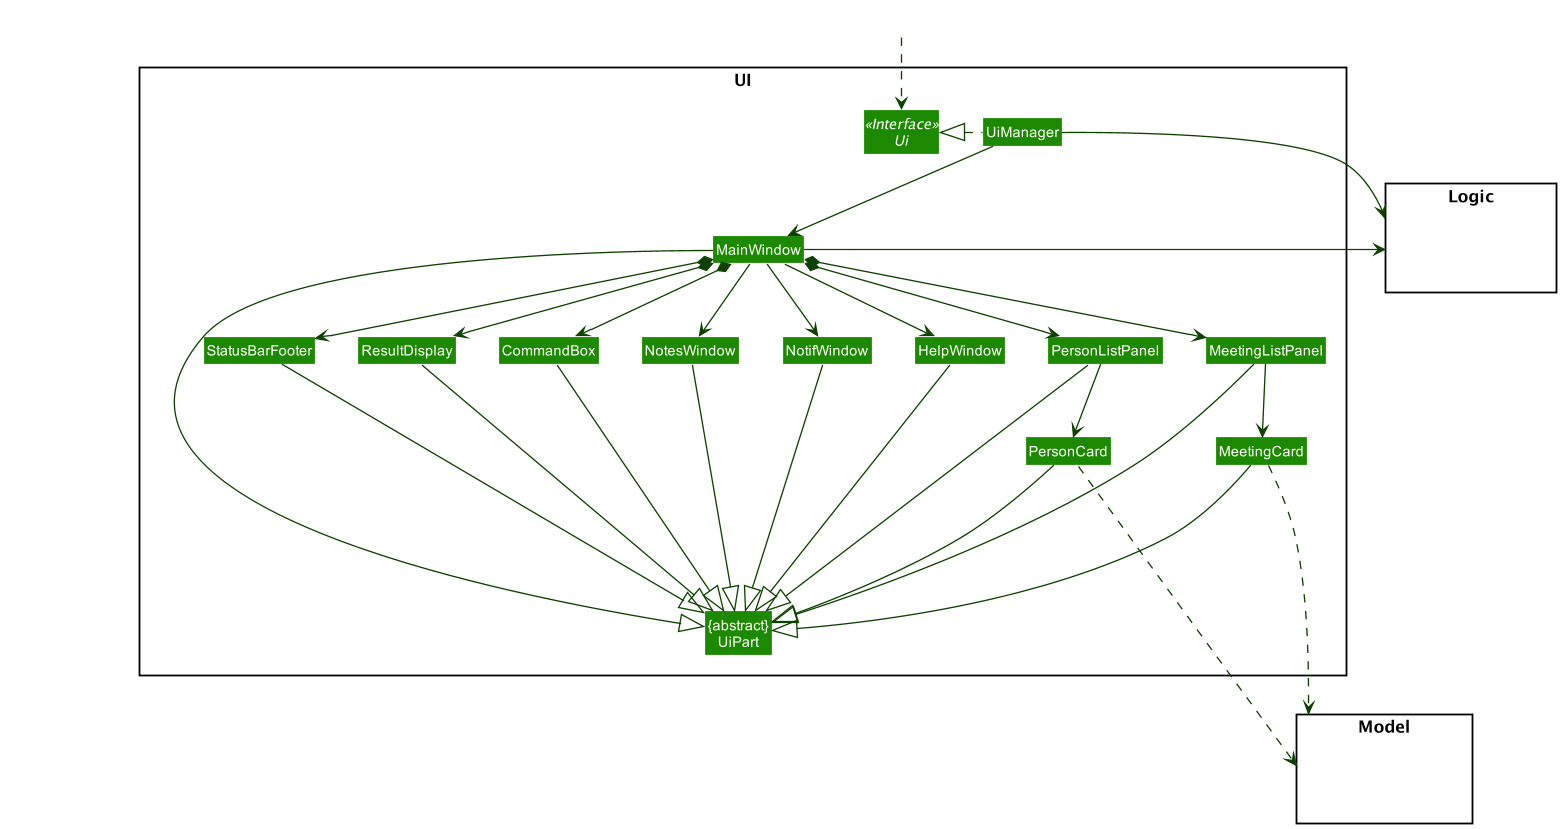 UI
«Interface»
Ui
UiManager
Logic
MainWindow
StatusBarFooter
ResultDisplay
CommandBox
NotesWindow
NotifWindow
HelpWindow
PersonListPanel
MeetingListPanel
PersonCard
MeetingCard
{abstract}
UiPart
Model